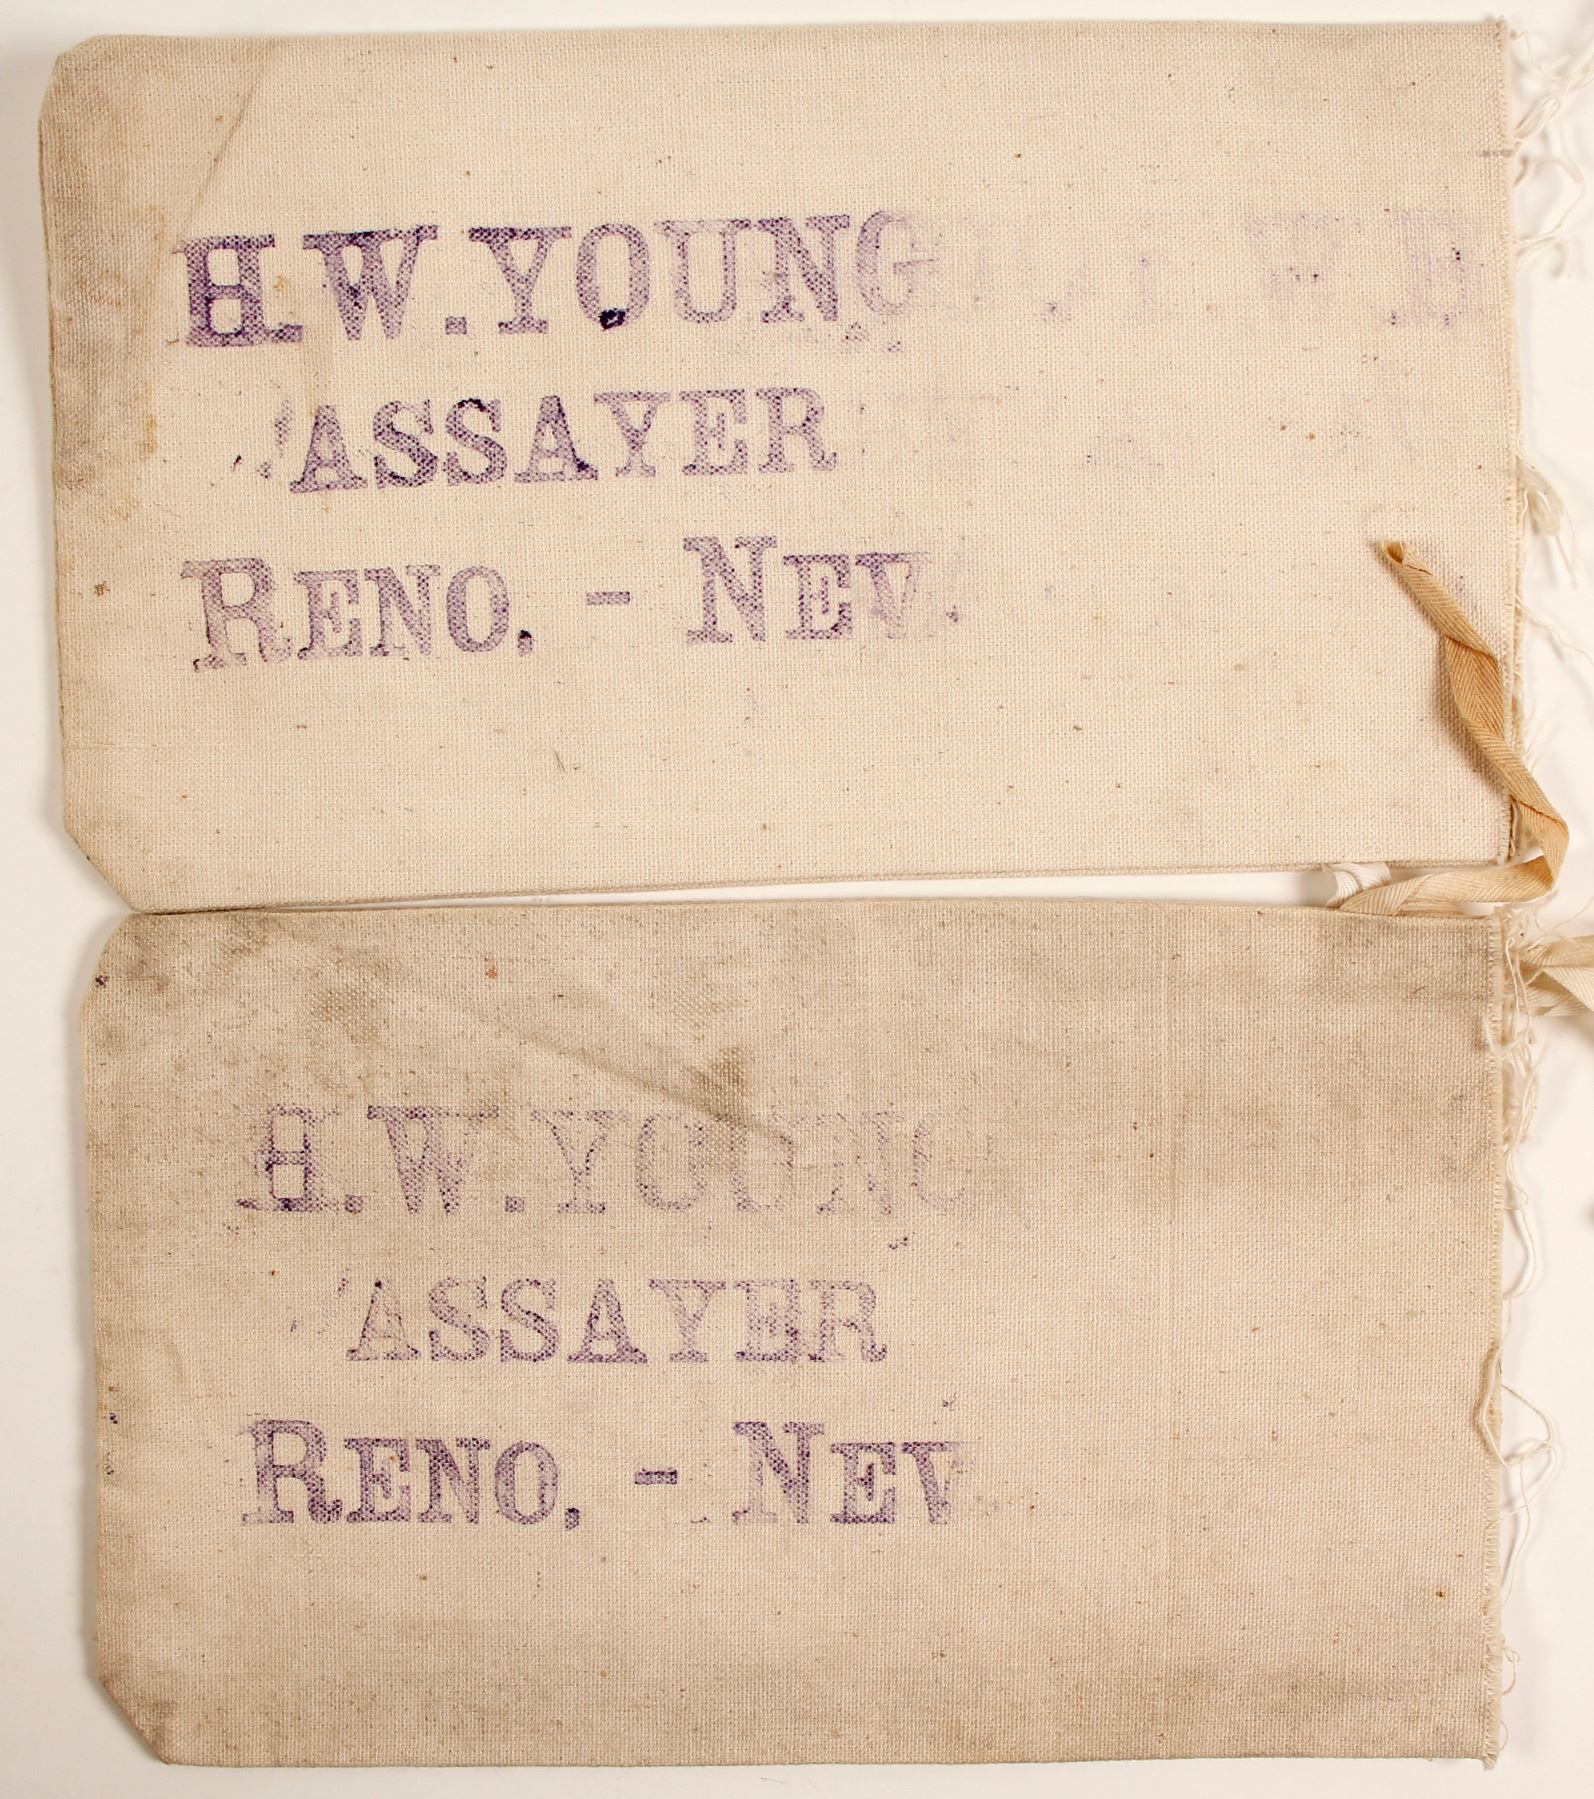 H.W.YOUNG
ASSAYER
RENO, - NEV.
H.W.YOUNG
ASSAYER
RENO, - NEV